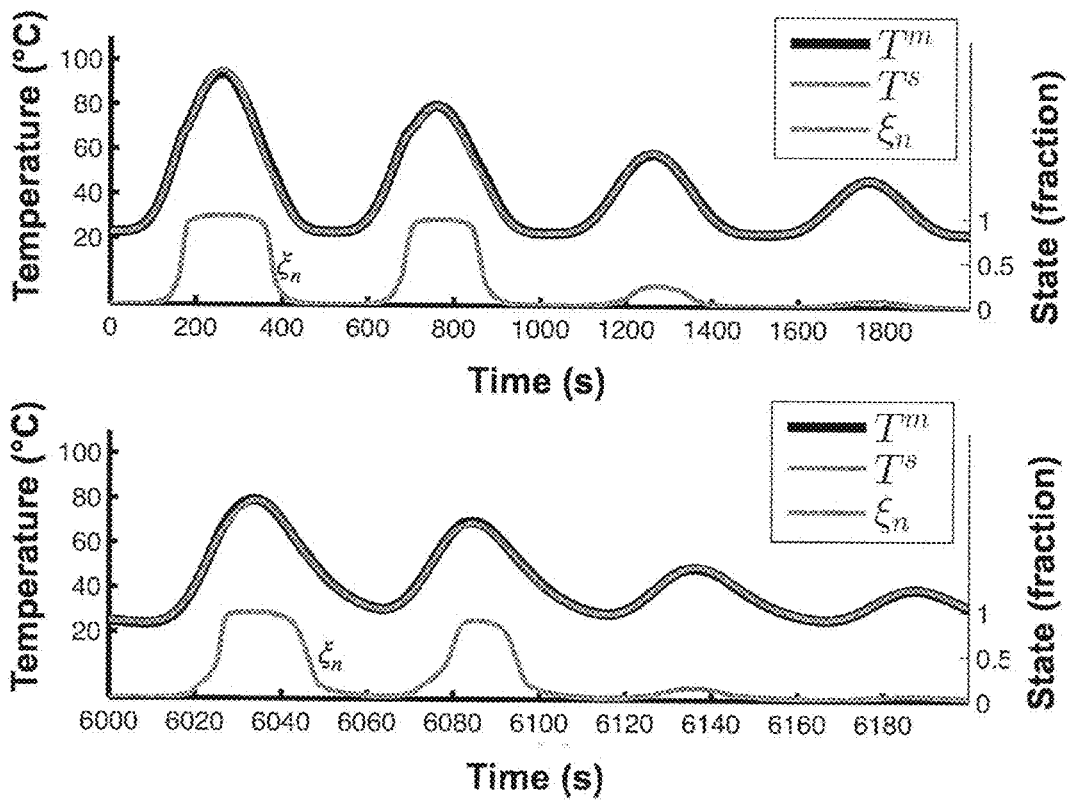 Temperature (°C)
100
80
60
40
20
T^m
T^s
ξ_n
ξ_n
1
0.5
0
State (fraction)
0 200 400 600 800 1000 1200 1400 1600 1800
Time (s)
Temperature (°C)
100
80
60
40
20
T^m
T^s
ξ_n
ξ_n
1
0.5
0
State (fraction)
6000 6020 6040 6060 6080 6100 6120 6140 6160 6180
Time (s)